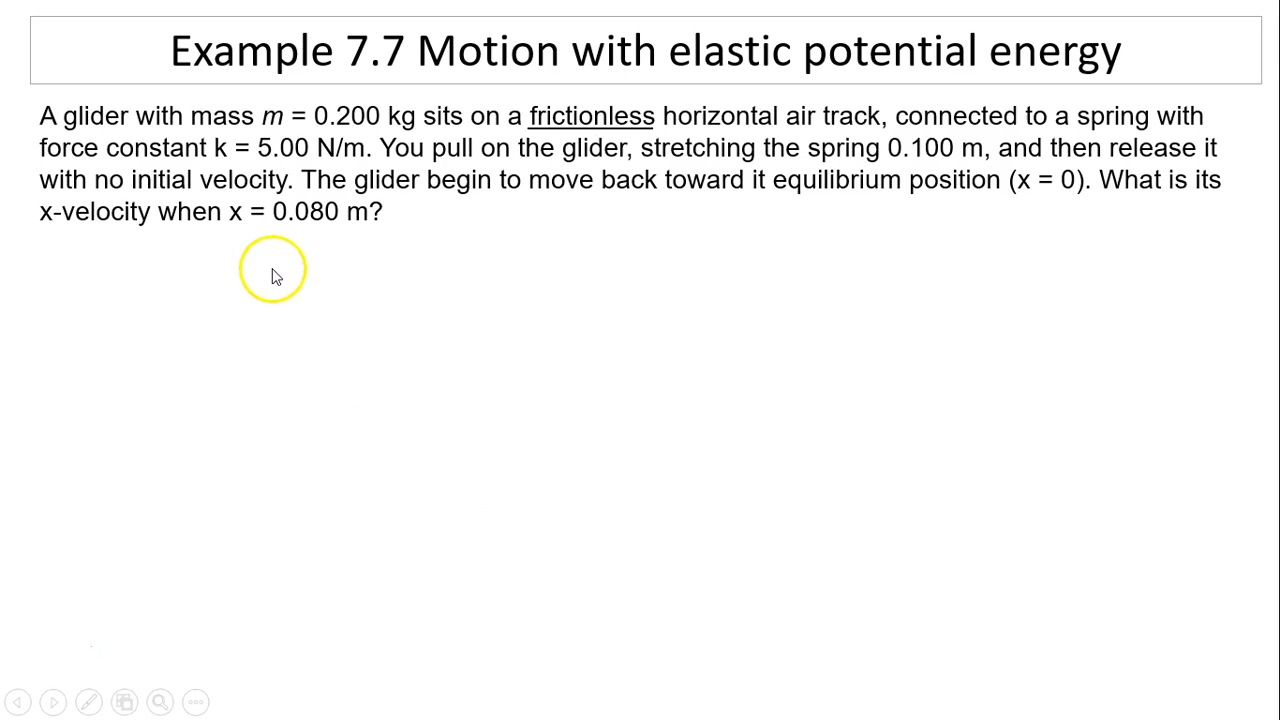 Example 7.7 Motion with elastic potential energy
A glider with mass m = 0.200 kg sits on a frictionless horizontal air track, connected to a spring with
force constant k = 5.00 N/m. You pull on the glider, stretching the spring 0.100 m, and then release it
with no initial velocity. The glider begin to move back toward it equilibrium position (x = 0). What is its
x-velocity when x = 0.080 m?